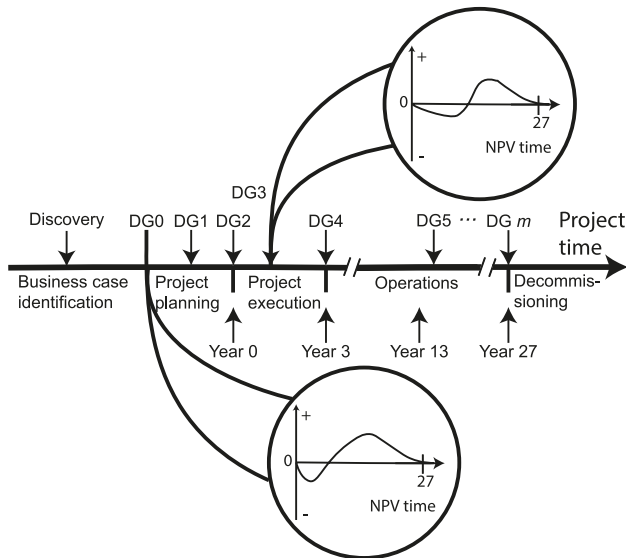 +
0
27
-
NPV time
DG3
Discovery
DG0
DG1
DG2
DG4
DG5 ··· DG m
Project
time
Business case
identification
Project
planning
Project
execution
Operations
Decommis-
sioning
Year 0
Year 3
Year 13
Year 27
+
0
27
-
NPV time